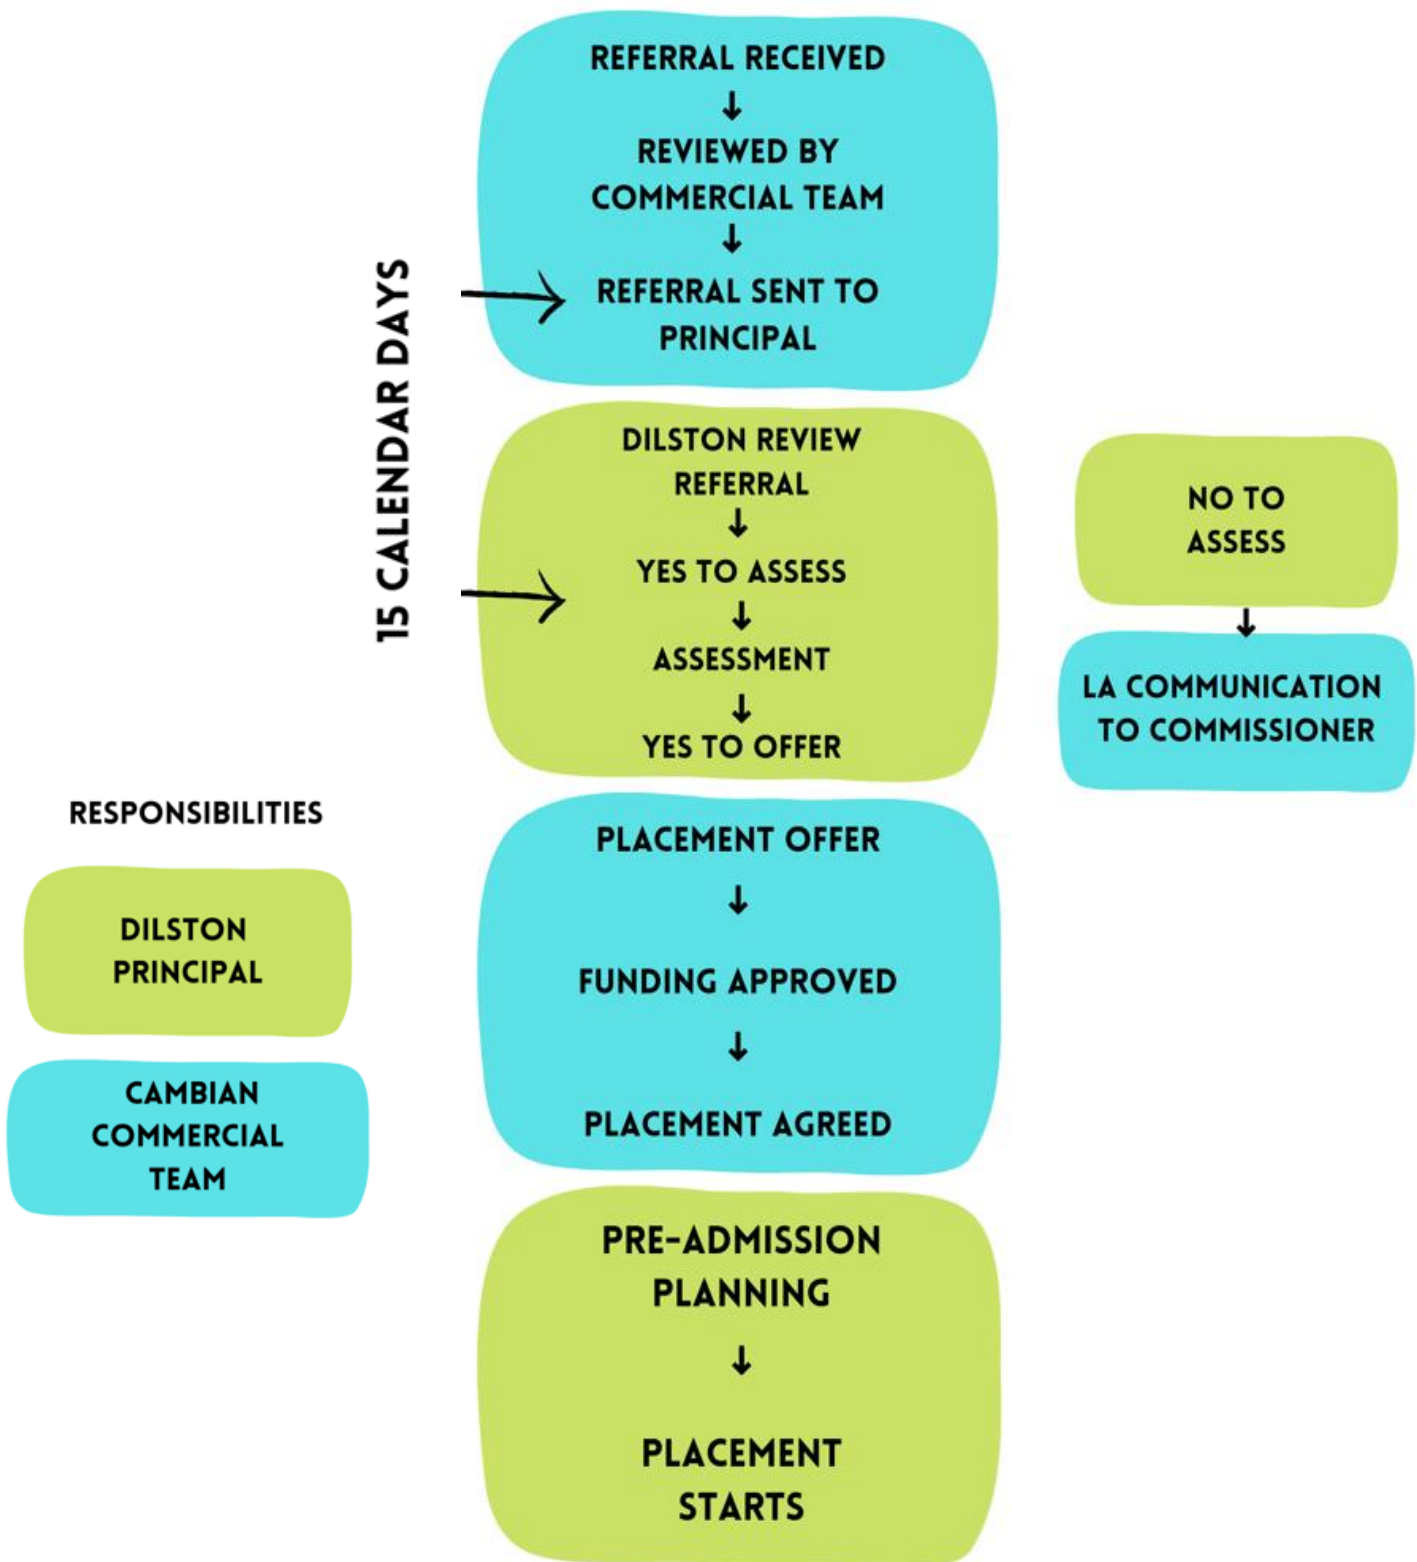 REFERRAL RECEIVED
↓
REVIEWED BY
COMMERCIAL TEAM
↓
REFERRAL SENT TO
PRINCIPAL
15 CALENDAR DAYS
DILSTON REVIEW
REFERRAL
↓
YES TO ASSESS
↓
ASSESSMENT
↓
YES TO OFFER
NO TO
ASSESS
↓
LA COMMUNICATION
TO COMMISSIONER
RESPONSIBILITIES
DILSTON
PRINCIPAL
CAMBIAN
COMMERCIAL
TEAM
PLACEMENT OFFER
↓
FUNDING APPROVED
↓
PLACEMENT AGREED
PRE-ADMISSION
PLANNING
↓
PLACEMENT
STARTS